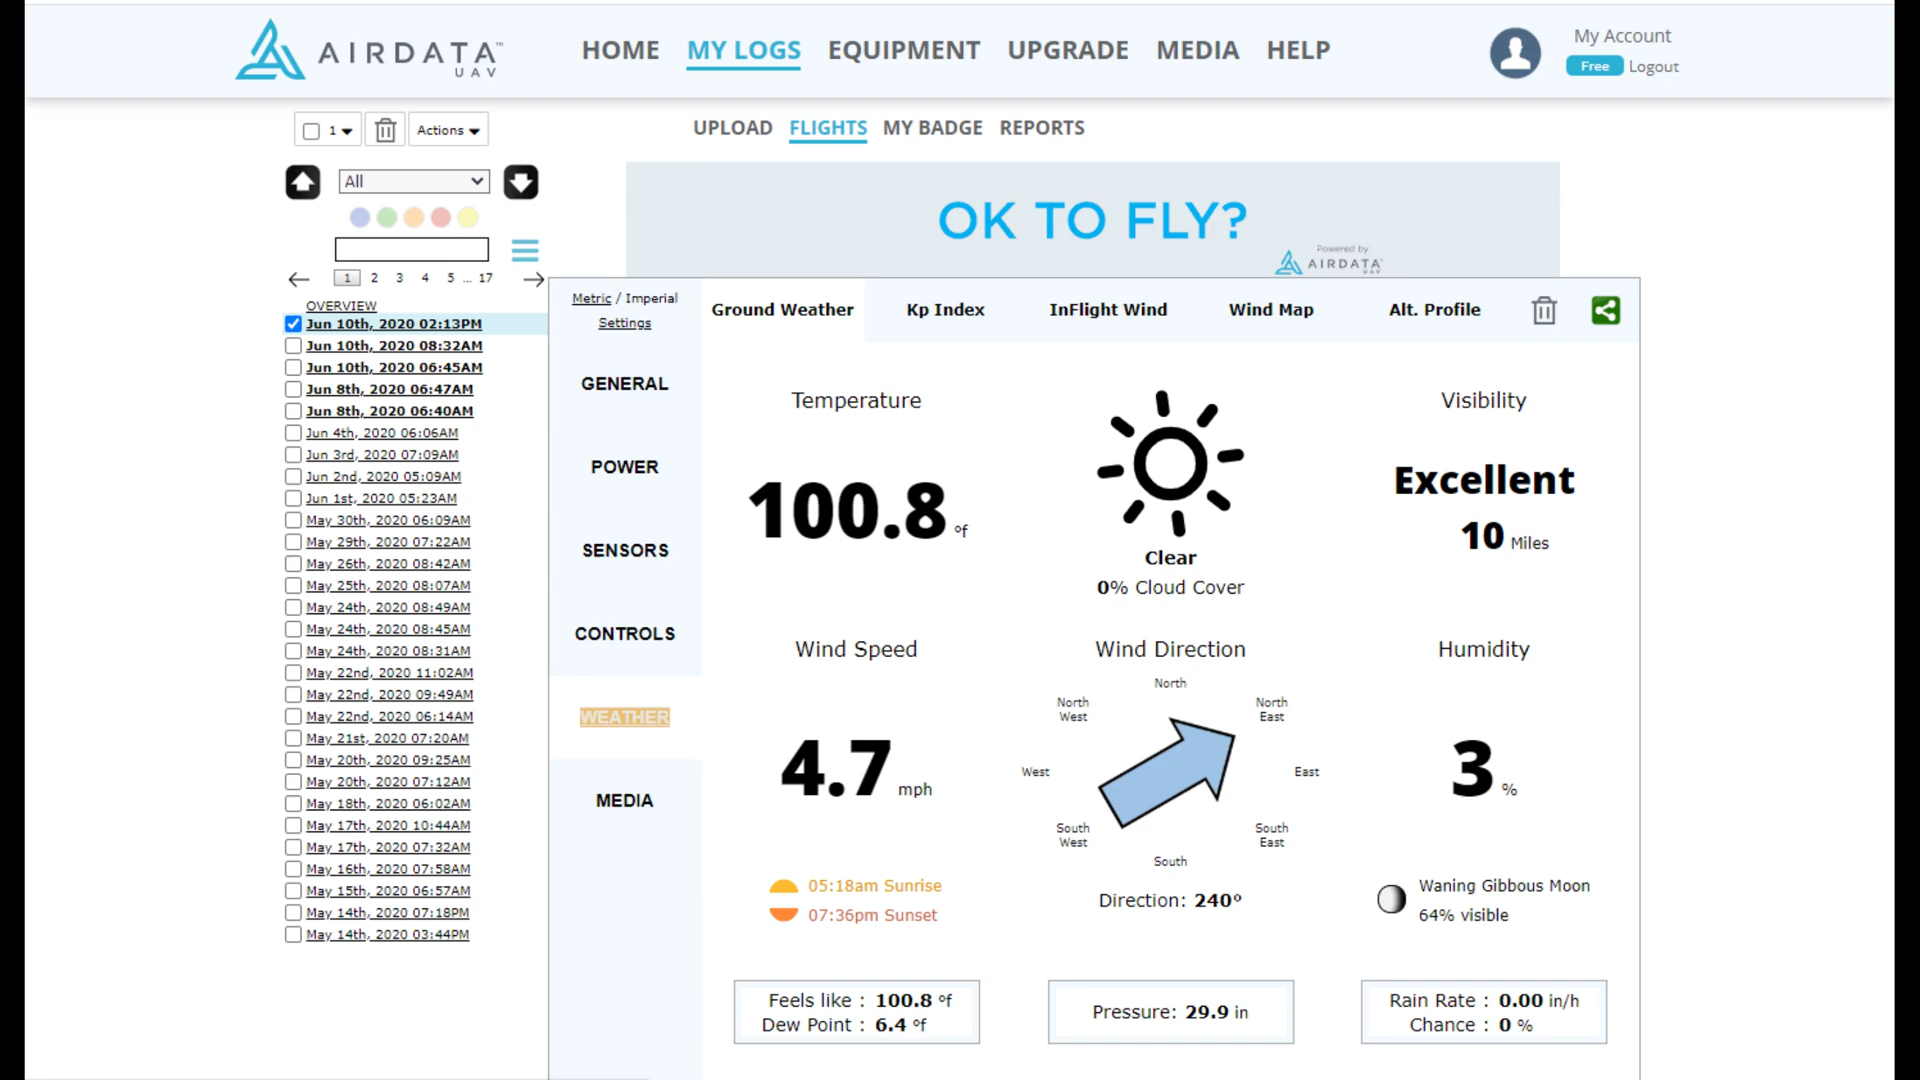 AIRDATA™
UAV
HOME MY LOGS EQUIPMENT UPGRADE MEDIA HELP
My Account
Free Logout
1
Actions
UPLOAD FLIGHTS MY BADGE REPORTS
All
OK TO FLY?
Powered by
AIRDATA
UAV
1 2 3 4 5 ... 17
OVERVIEW
Jun 10th, 2020 02:13PM
Jun 10th, 2020 08:32AM
Jun 10th, 2020 06:45AM
Jun 8th, 2020 06:47AM
Jun 8th, 2020 06:40AM
Jun 4th, 2020 06:06AM
Jun 3rd, 2020 07:09AM
Jun 2nd, 2020 05:09AM
Jun 1st, 2020 05:23AM
May 30th, 2020 06:09AM
May 29th, 2020 07:22AM
May 26th, 2020 08:42AM
May 25th, 2020 08:07AM
May 24th, 2020 08:49AM
May 24th, 2020 08:45AM
May 24th, 2020 08:31AM
May 22nd, 2020 11:02AM
May 22nd, 2020 09:49AM
May 22nd, 2020 06:14AM
May 21st, 2020 07:20AM
May 20th, 2020 09:25AM
May 20th, 2020 07:12AM
May 18th, 2020 06:02AM
May 17th, 2020 10:44AM
May 17th, 2020 07:32AM
May 16th, 2020 07:58AM
May 15th, 2020 06:57AM
May 14th, 2020 07:18PM
May 14th, 2020 03:44PM
Metric / Imperial
Settings
GENERAL
POWER
SENSORS
CONTROLS
WEATHER
MEDIA
Ground Weather Kp Index InFlight Wind Wind Map Alt. Profile
Temperature
100.8 ºf
Clear
0% Cloud Cover
Visibility
Excellent
10 Miles
Wind Speed
4.7 mph
Wind Direction
North
North West
North East
West
East
South West
South East
South
Humidity
3 %
05:18am Sunrise
07:36pm Sunset
Direction: 240º
Waning Gibbous Moon
64% visible
Feels like : 100.8 ºf
Dew Point : 6.4 ºf
Pressure: 29.9 in
Rain Rate : 0.00 in/h
Chance : 0 %